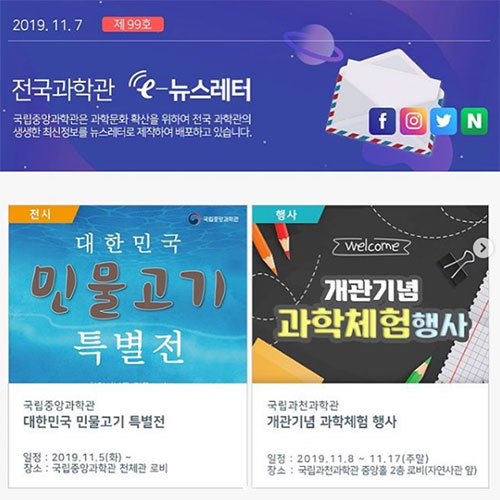 2019. 11. 7 제 99호
전국과학관 e-뉴스레터
국립중앙과학관은 과학문화 확산을 위하여 전국 과학관의
생생한 최신정보를 뉴스레터로 제작하여 배포하고 있습니다.
f N
전시
국립중앙과학관
대한민국
민물고기
특별전
국립중앙과학관
대한민국 민물고기 특별전
일정 : 2019.11.5(화) ~
장소 : 국립중앙과학관 천체관 로비
행사
Welcome
개관기념
과학체험행사
국립과천과학관
개관기념 과학체험 행사
일정 : 2019.11.8 ~ 11.17(주말)
장소 : 국립과천과학관 중앙홀 2층 로비(자연사관 앞)